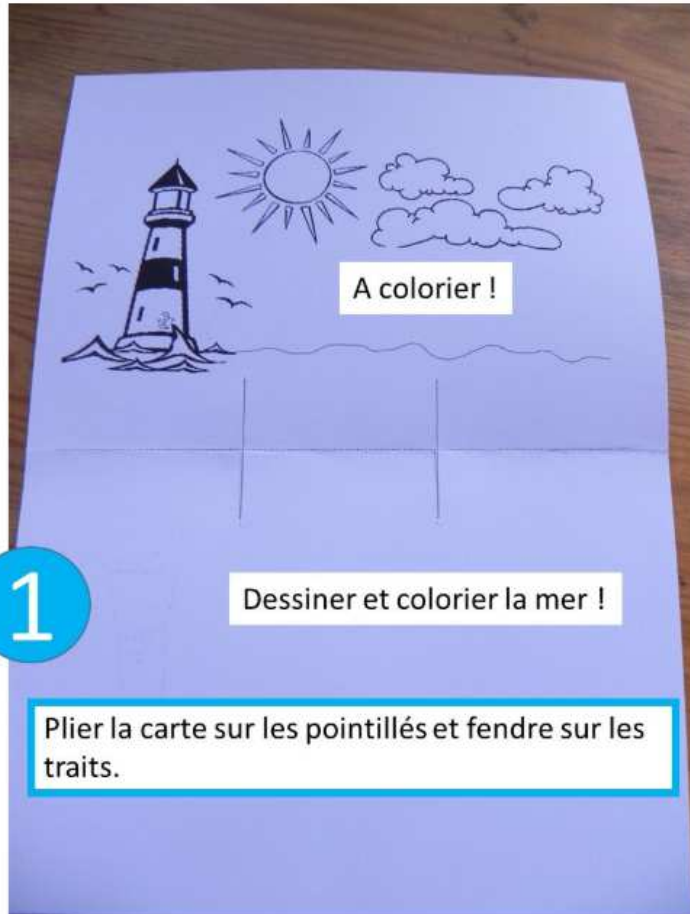 A colorier !
1
Dessiner et colorier la mer !
Plier la carte sur les pointillés et fendre sur les
traits.